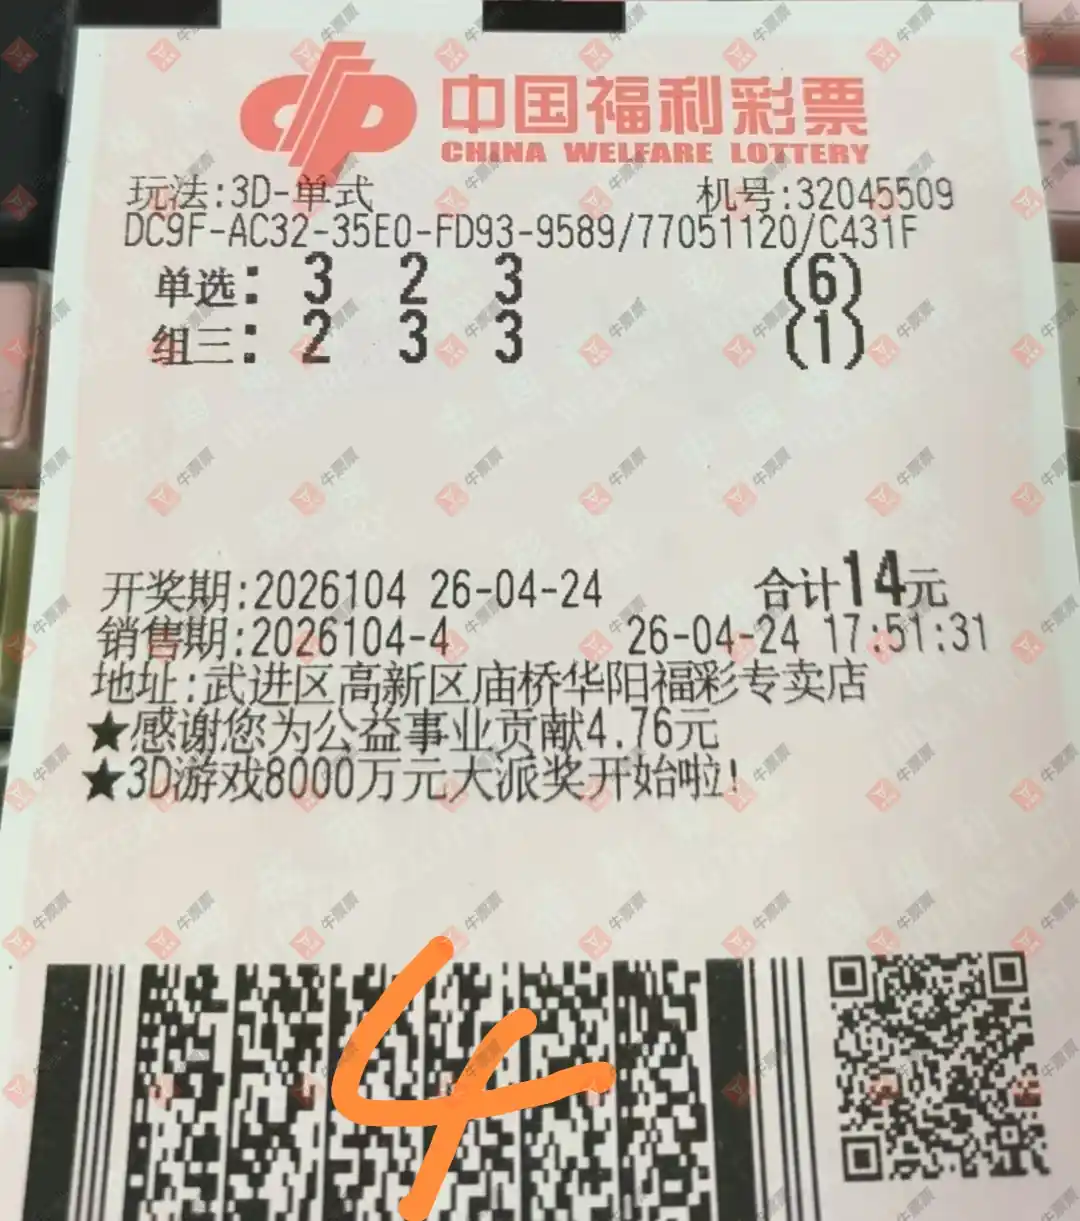 中国福利彩票
CHINA WELFARE LOTTERY
玩法:3D-单式 机号:32045509
DC9F-AC32-35E0-FD93-9589/77051120/C431F
单选: 3 2 3 (6)
组三: 2 3 3 (1)
开奖期:2026104 26-04-24 合计14元
销售期:2026104-4 26-04-24 17:51:31
地址:武进区高新区庙桥华阳福彩专卖店
★感谢您为公益事业贡献4.76元
★3D游戏8000万元大派奖开始啦!
4
牛票票